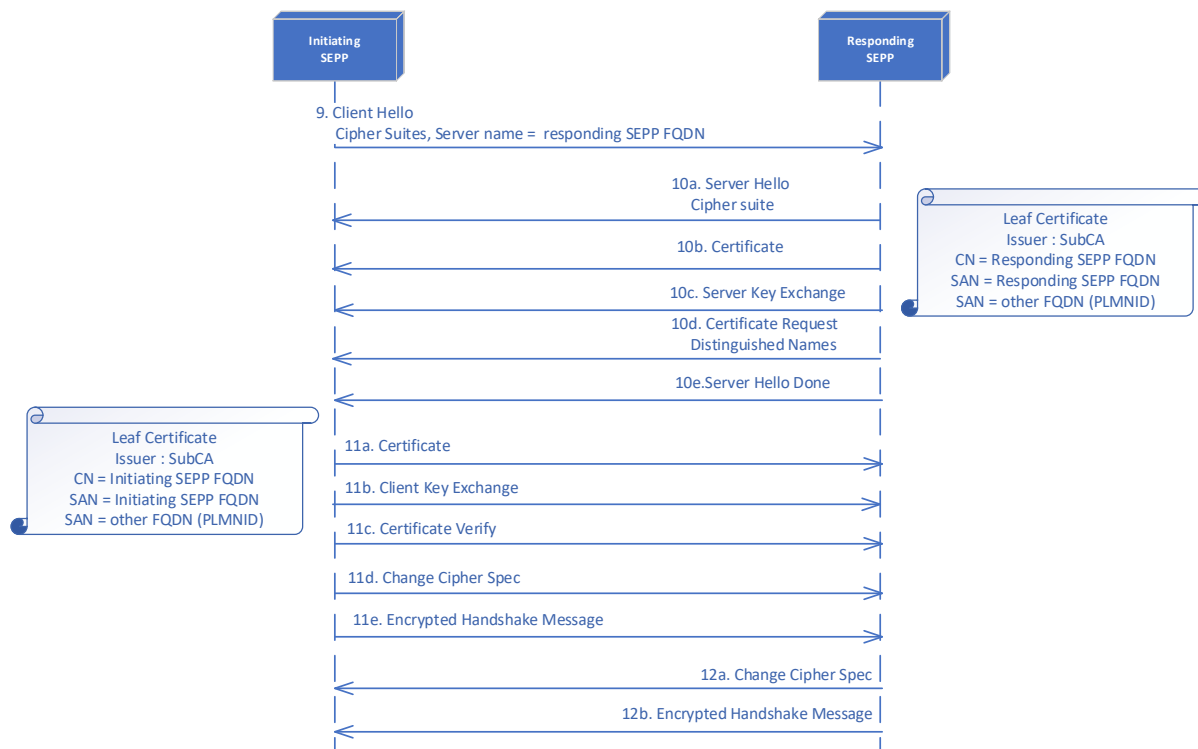 Initiating
SEPP
Responding
SEPP
9. Client Hello
Cipher Suites, Server name =  responding SEPP FQDN
10a. Server Hello
Cipher suite
10b. Certificate
10c. Server Key Exchange
10d. Certificate Request
Distinguished Names
10e.Server Hello Done
Leaf Certificate
Issuer : SubCA
CN = Responding SEPP FQDN
SAN = Responding SEPP FQDN
SAN = other FQDN (PLMNID)
Leaf Certificate
Issuer : SubCA
CN = Initiating SEPP FQDN
SAN = Initiating SEPP FQDN
SAN = other FQDN (PLMNID)
11a. Certificate
11b. Client Key Exchange
11c. Certificate Verify
11d. Change Cipher Spec
11e. Encrypted Handshake Message
12a. Change Cipher Spec
12b. Encrypted Handshake Message